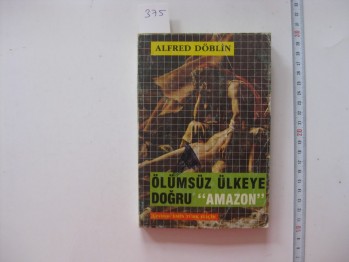 375
ALFRED DÖBLİN
ÖLÜMSÜZ ÜLKEYE
DOĞRU "AMAZON"